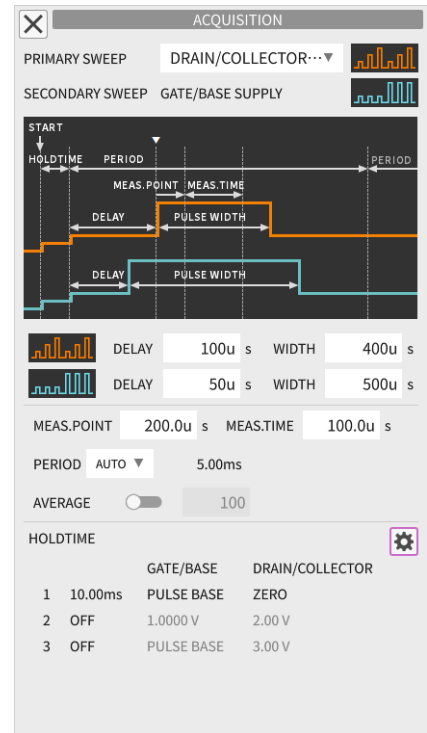 ACQUISITION
PRIMARY SWEEP DRAIN/COLLECTOR⋯▼
SECONDARY SWEEP GATE/BASE SUPPLY
START
HOLDTIME PERIOD PERIOD
MEAS.POINT MEAS.TIME
DELAY PULSE WIDTH
DELAY PULSE WIDTH
DELAY 100u s WIDTH 400u s
DELAY 50u s WIDTH 500u s
MEAS.POINT 200.0u s MEAS.TIME 100.0u s
PERIOD AUTO ▼ 5.00ms
AVERAGE 100
HOLDTIME
GATE/BASE DRAIN/COLLECTOR
1 10.00ms PULSE BASE ZERO
2 OFF 1.0000 V 2.00 V
3 OFF PULSE BASE 3.00 V